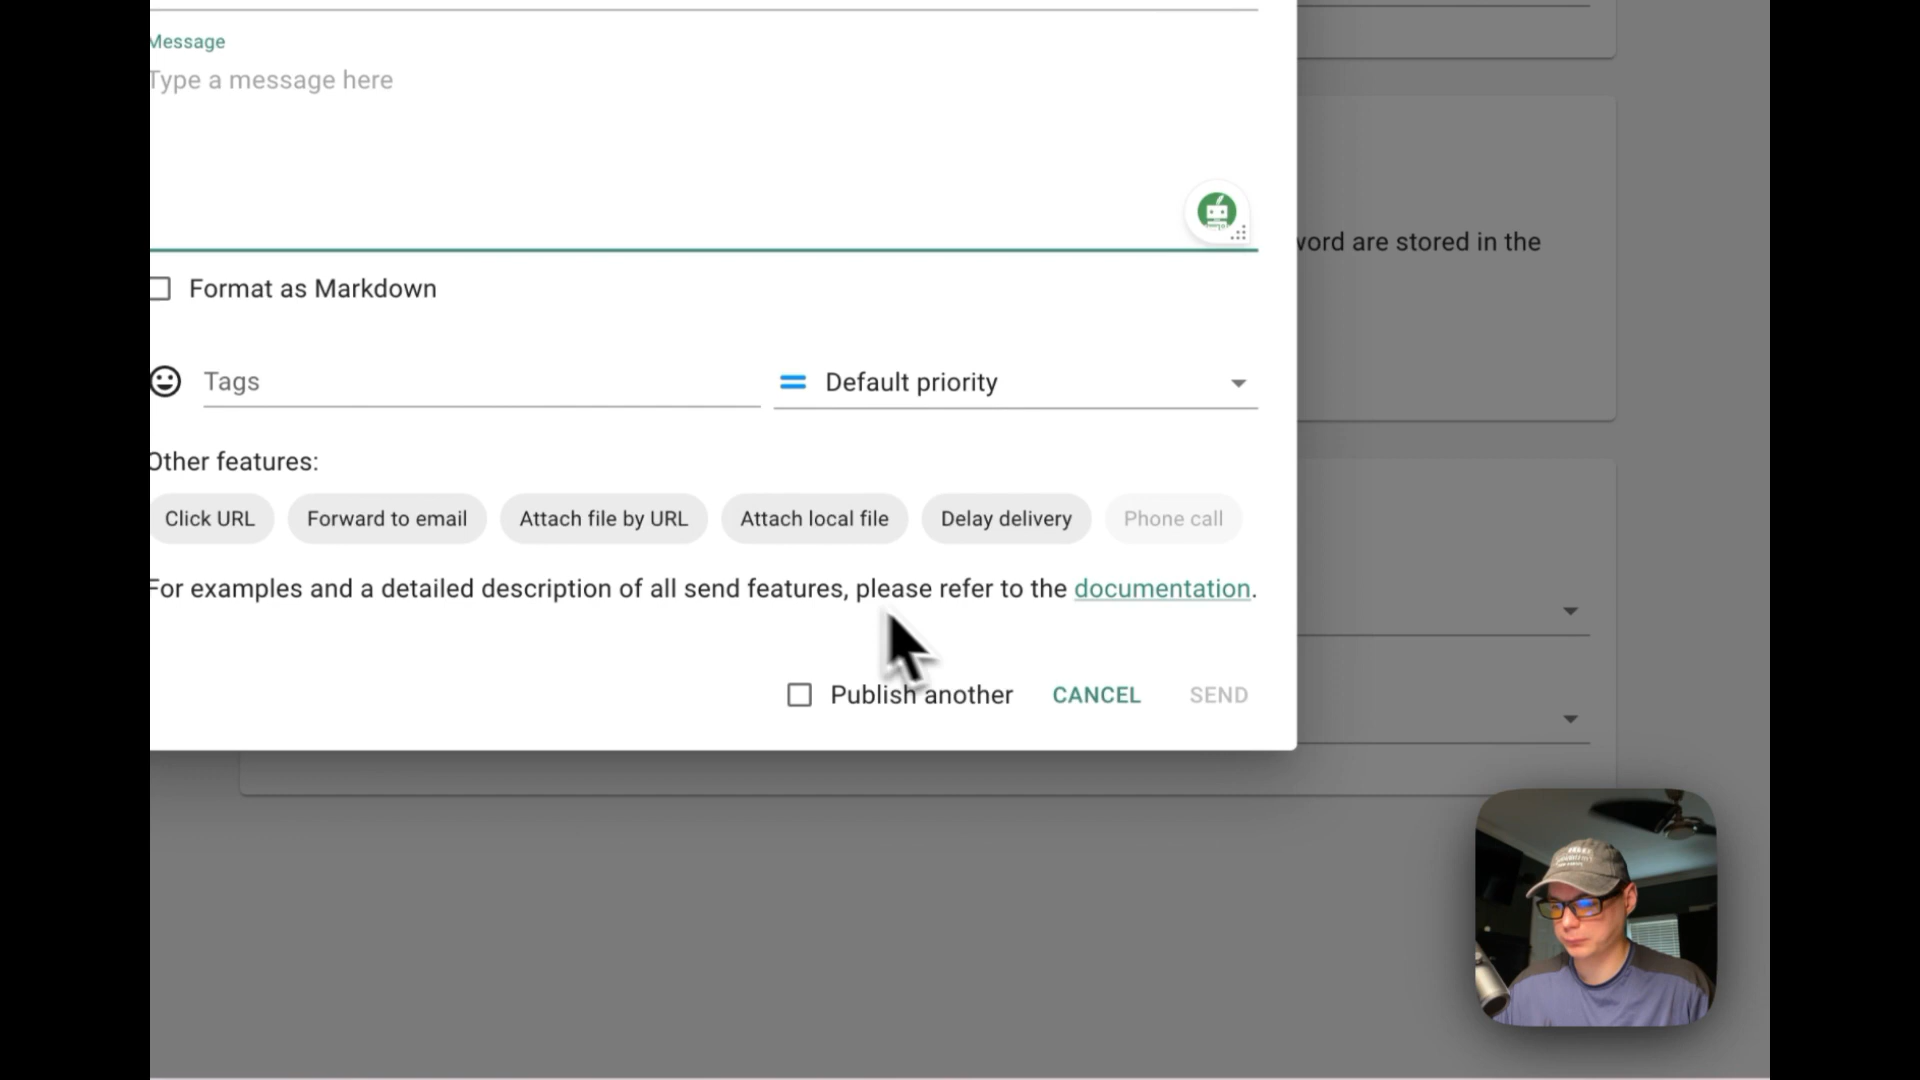 Message
Type a message here
word are stored in the
Format as Markdown
Tags
Default priority
Other features:
Click URL
Forward to email
Attach file by URL
Attach local file
Delay delivery
Phone call
For examples and a detailed description of all send features, please refer to the documentation.
Publish another
CANCEL
SEND